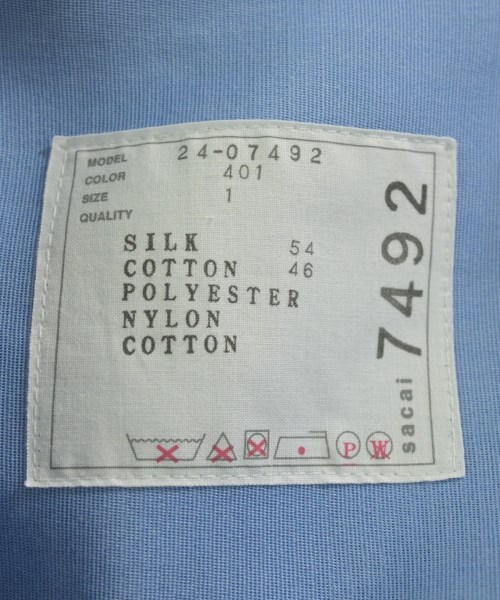 MODEL 24-07492
COLOR 401
SIZE 1
QUALITY
SILK 54
COTTON 46
POLYESTER
NYLON
COTTON
P W
sacai 7492